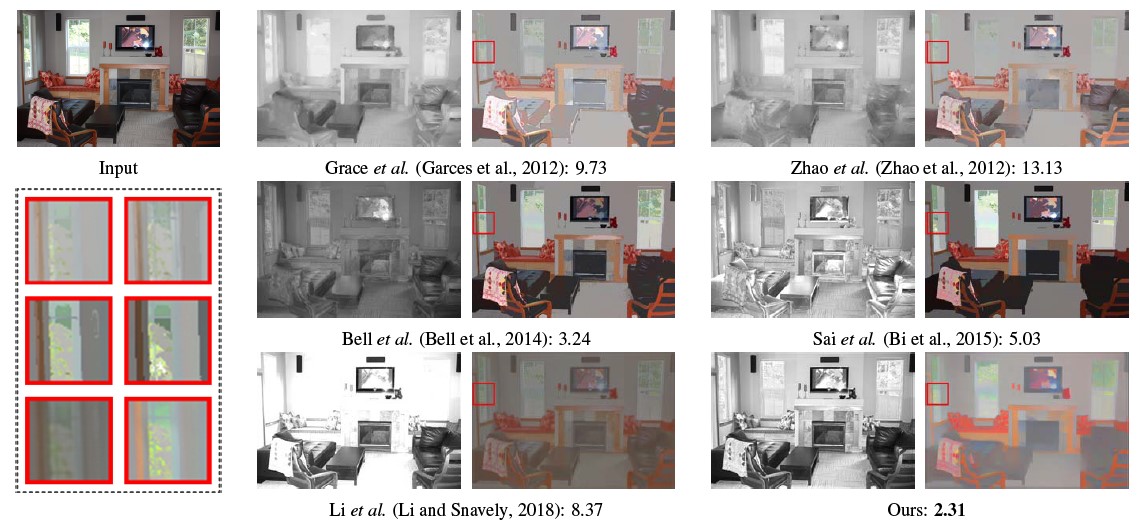 Input
Grace et al. (Garces et al., 2012): 9.73
Zhao et al. (Zhao et al., 2012): 13.13
Bell et al. (Bell et al., 2014): 3.24
Sai et al. (Bi et al., 2015): 5.03
Li et al. (Li and Snavely, 2018): 8.37
Ours: 2.31